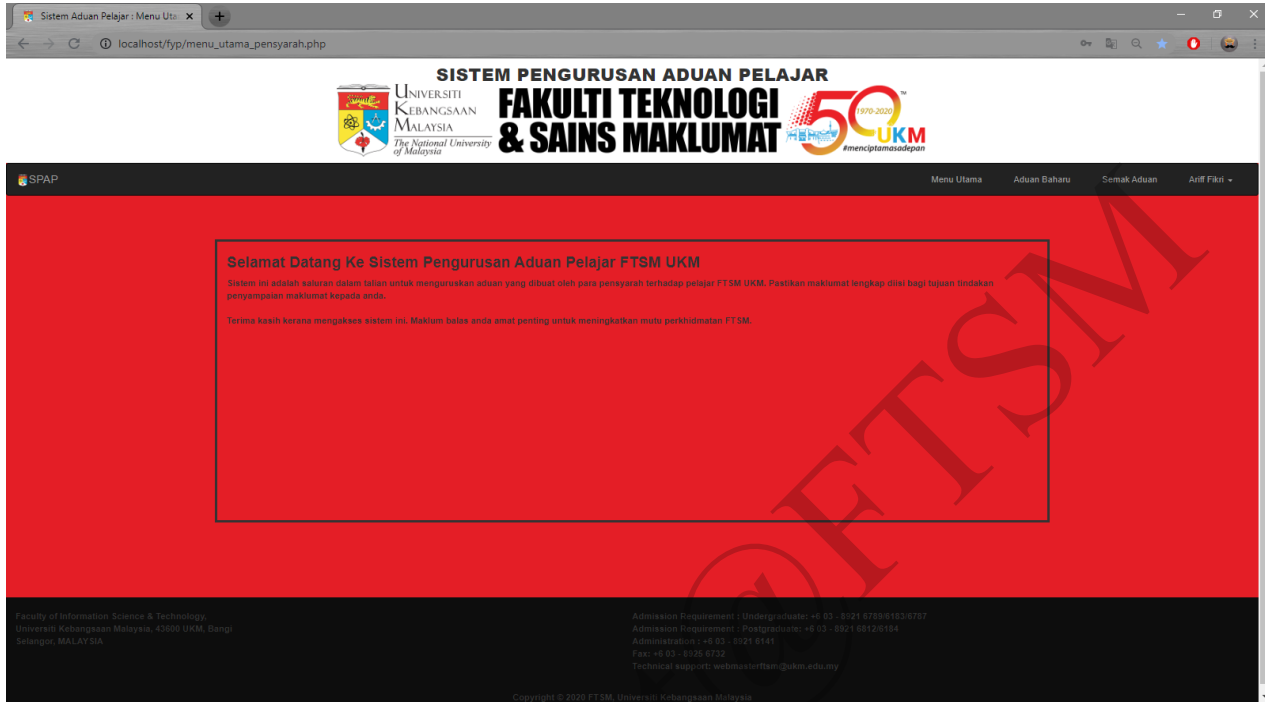 Sistem Aduan Pelajar : Menu Uta
localhost/fyp/menu_utama_pensyarah.php
SISTEM PENGURUSAN ADUAN PELAJAR
UNIVERSITI
KEBANGSAAN
MALAYSIA
The National University
of Malaysia
FAKULTI TEKNOLOGI
& SAINS MAKLUMAT
50
1970-2020
TM
UKM
#menciptamasadepan
SPAP
Menu Utama
Aduan Baharu
Semak Aduan
Ariff Fikri
Selamat Datang Ke Sistem Pengurusan Aduan Pelajar FTSM UKM
Sistem ini adalah saluran dalam talian untuk menguruskan aduan yang dibuat oleh para pensyarah terhadap pelajar FTSM UKM. Pastikan maklumat lengkap diisi bagi tujuan tindakan
penyampaian maklumat kepada anda.
Terima kasih kerana mengakses sistem ini. Maklum balas anda amat penting untuk meningkatkan mutu perkhidmatan FTSM.
@FTSM
Faculty of Information Science & Technology,
Universiti Kebangsaan Malaysia, 43600 UKM, Bangi
Selangor, MALAYSIA
Admission Requirement : Undergraduate: +6 03 - 8921 6789/6183/6787
Admission Requirement : Postgraduate: +6 03 - 8921 6812/6184
Administration : +6 03 - 8921 6141
Fax: +6 03 - 8925 6732
Technical support: webmasterftsm@ukm.edu.my
Copyright © 2020 FTSM, Universiti Kebangsaan Malaysia